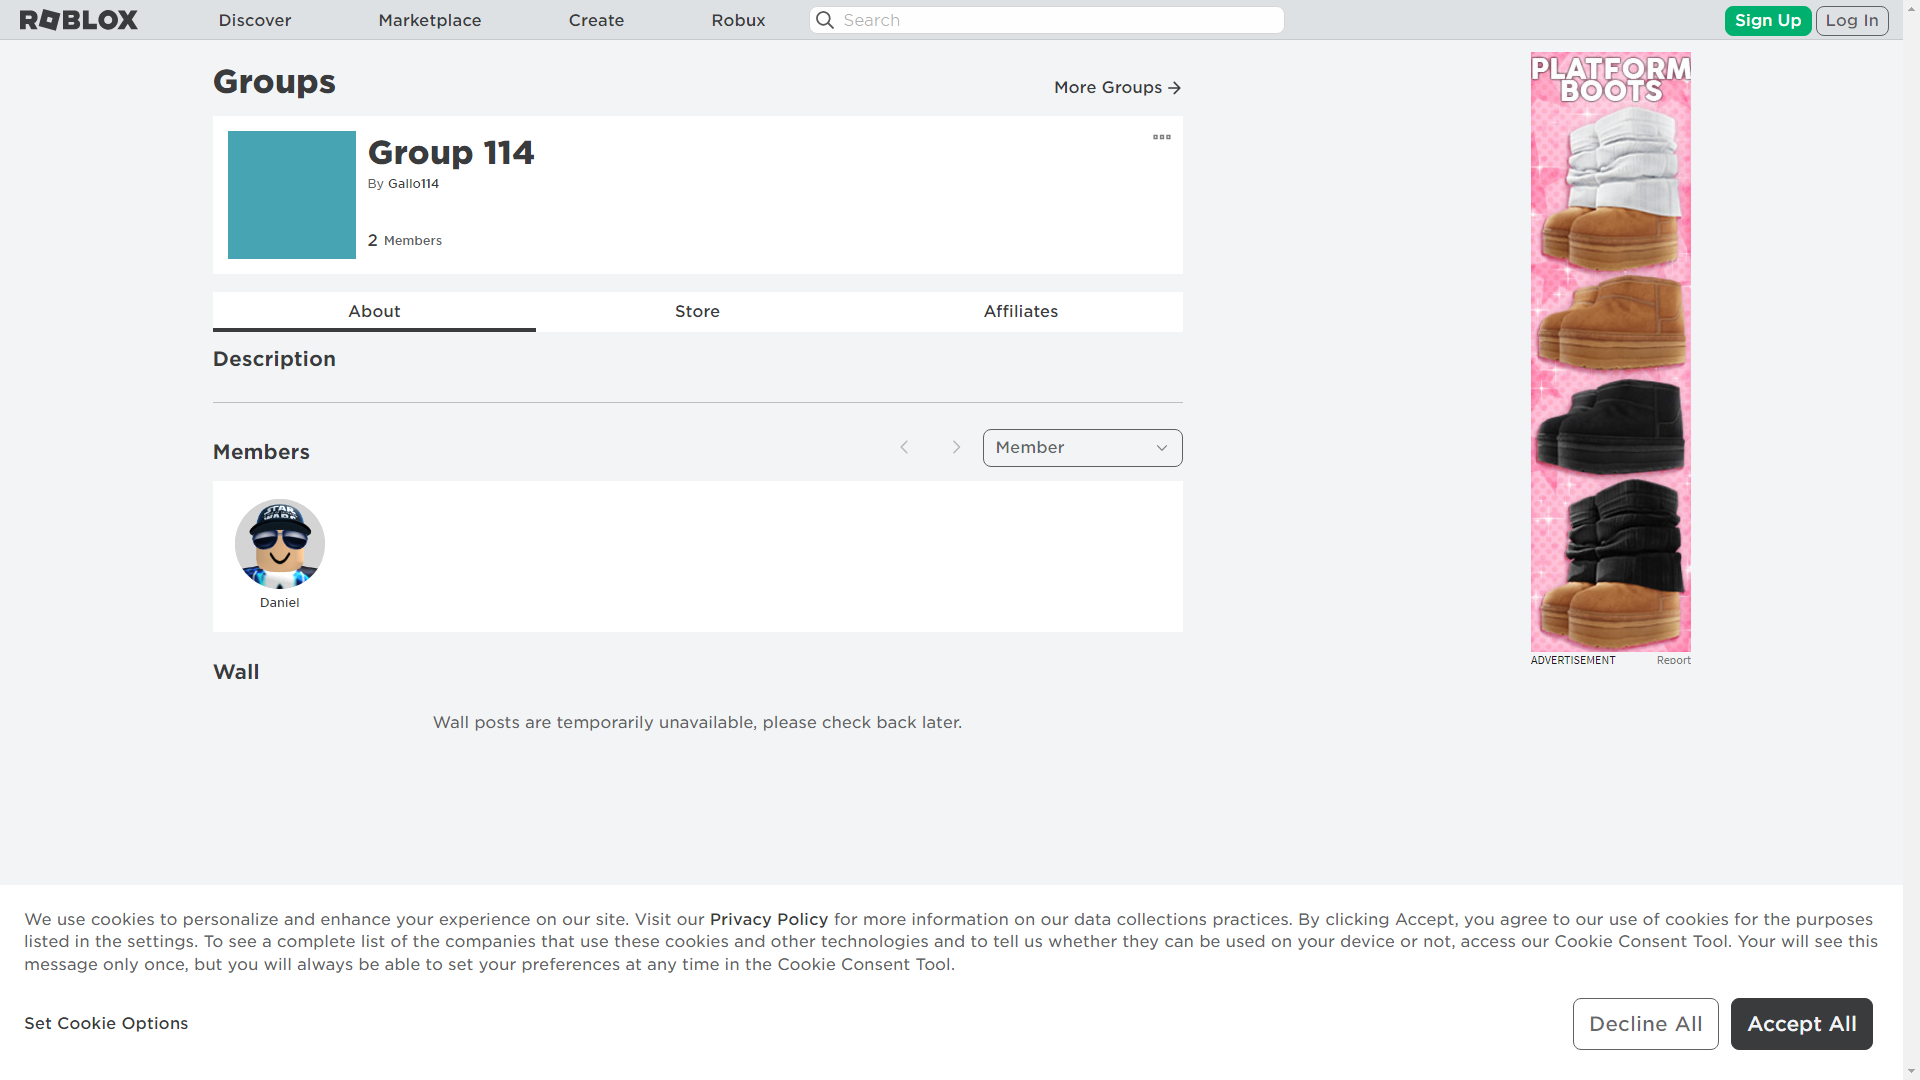 ROBLOX
Discover
Marketplace
Create
Robux
Search
Sign Up
Log In
Groups
More Groups
Group 114
By Gallo114
2 Members
About
Store
Affiliates
Description
Members
Member
STAR
WARS
Daniel
Wall
Wall posts are temporarily unavailable, please check back later.
PLATFORM
BOOTS
ADVERTISEMENT
Report
We use cookies to personalize and enhance your experience on our site. Visit our Privacy Policy for more information on our data collections practices. By clicking Accept, you agree to our use of cookies for the purposes
listed in the settings. To see a complete list of the companies that use these cookies and other technologies and to tell us whether they can be used on your device or not, access our Cookie Consent Tool. Your will see this
message only once, but you will always be able to set your preferences at any time in the Cookie Consent Tool.
Set Cookie Options
Decline All
Accept All